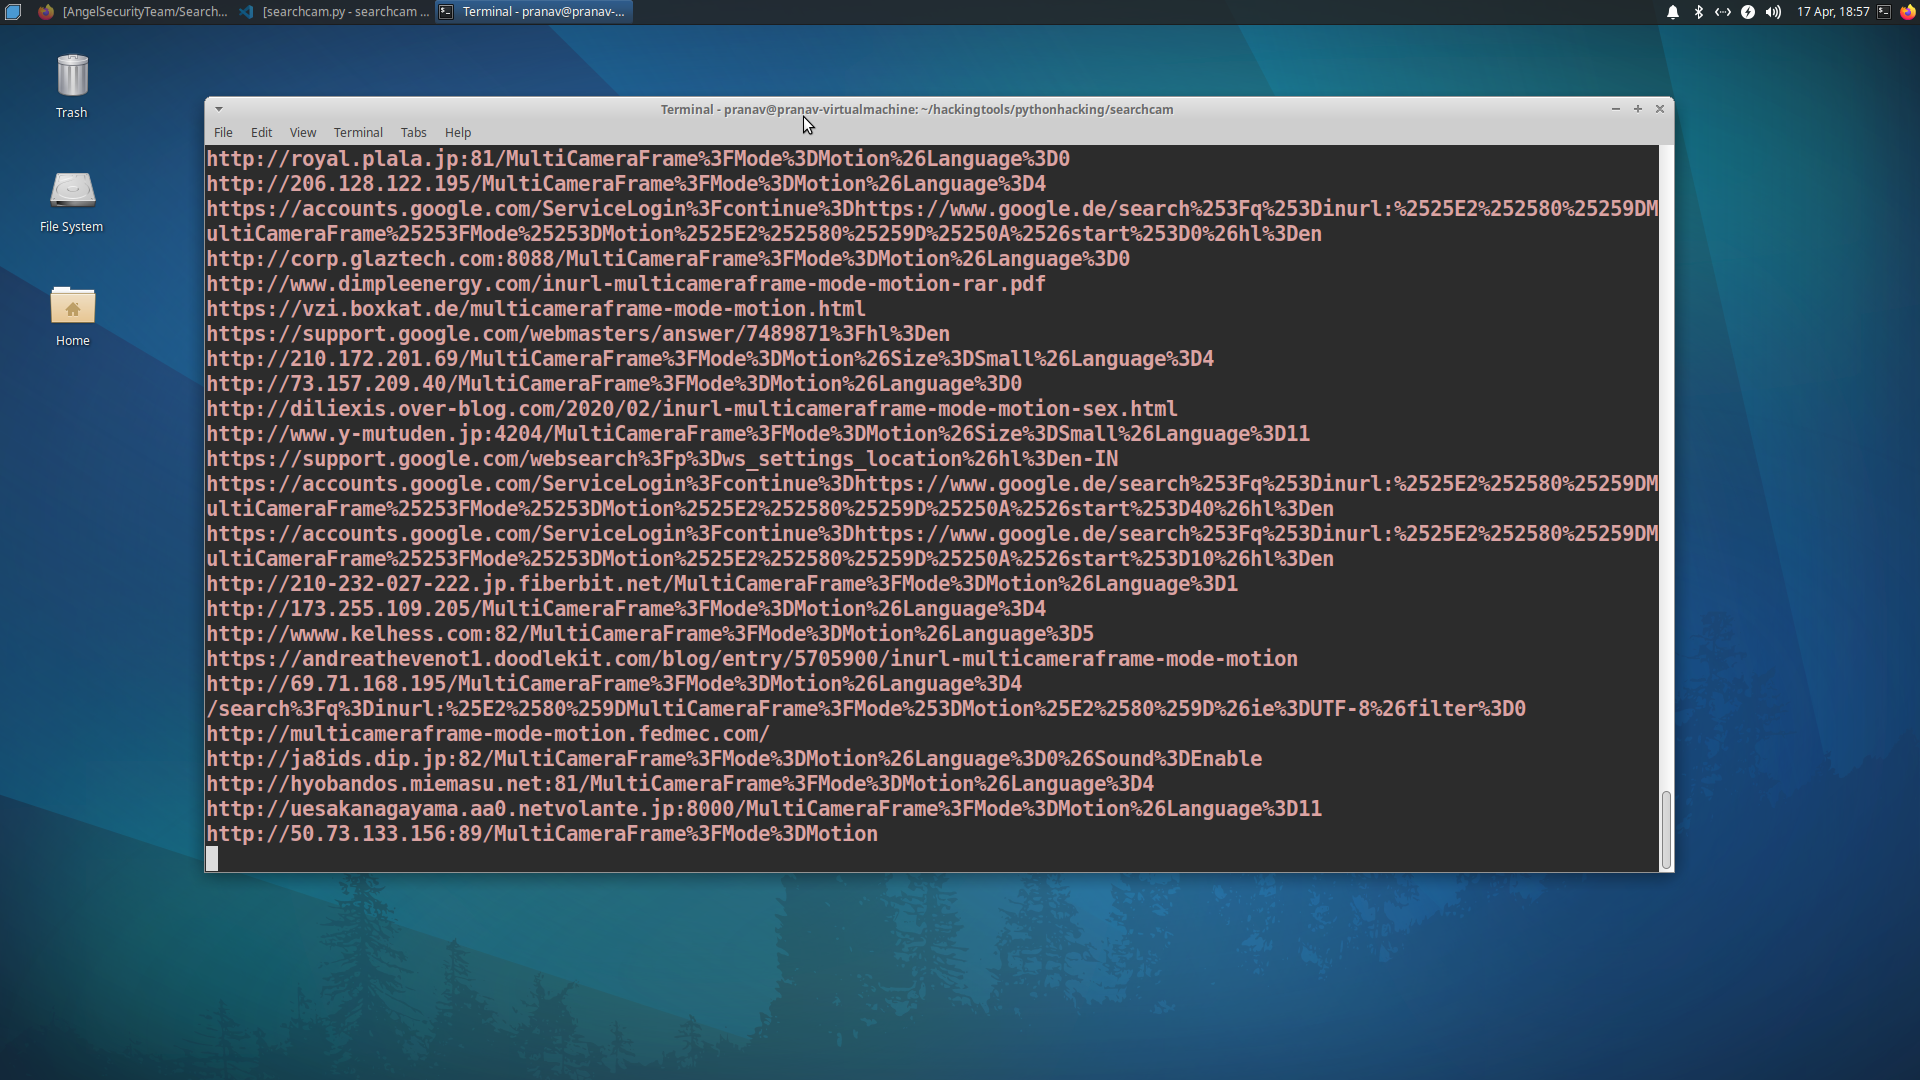 [AngelSecurityTeam/Search...
[searchcam.py - searchcam ...
Terminal - pranav@pranav-...
17 Apr, 18:57
Trash
File System
Home
Terminal - pranav@pranav-virtualmachine: ~/hackingtools/pythonhacking/searchcam
File Edit View Terminal Tabs Help
http://royal.plala.jp:81/MultiCameraFrame%3FMode%3DMotion%26Language%3D0
http://206.128.122.195/MultiCameraFrame%3FMode%3DMotion%26Language%3D4
https://accounts.google.com/ServiceLogin%3Fcontinue%3Dhttps://www.google.de/search%253Fq%253Dinurl:%2525E2%252580%25259DM
ultiCameraFrame%25253FMode%25253DMotion%2525E2%252580%25259D%25250A%2526start%253D0%26hl%3Den
http://corp.glaztech.com:8088/MultiCameraFrame%3FMode%3DMotion%26Language%3D0
http://www.dimpleenergy.com/inurl-multicameraframe-mode-motion-rar.pdf
https://vzi.boxkat.de/multicameraframe-mode-motion.html
https://support.google.com/webmasters/answer/7489871%3Fhl%3Den
http://210.172.201.69/MultiCameraFrame%3FMode%3DMotion%26Size%3DSmall%26Language%3D4
http://73.157.209.40/MultiCameraFrame%3FMode%3DMotion%26Language%3D0
http://diliexis.over-blog.com/2020/02/inurl-multicameraframe-mode-motion-sex.html
http://www.y-mutuden.jp:4204/MultiCameraFrame%3FMode%3DMotion%26Size%3DSmall%26Language%3D11
https://support.google.com/websearch%3Fp%3Dws_settings_location%26hl%3Den-IN
https://accounts.google.com/ServiceLogin%3Fcontinue%3Dhttps://www.google.de/search%253Fq%253Dinurl:%2525E2%252580%25259DM
ultiCameraFrame%25253FMode%25253DMotion%2525E2%252580%25259D%25250A%2526start%253D40%26hl%3Den
https://accounts.google.com/ServiceLogin%3Fcontinue%3Dhttps://www.google.de/search%253Fq%253Dinurl:%2525E2%252580%25259DM
ultiCameraFrame%25253FMode%25253DMotion%2525E2%252580%25259D%25250A%2526start%253D10%26hl%3Den
http://210-232-027-222.jp.fiberbit.net/MultiCameraFrame%3FMode%3DMotion%26Language%3D1
http://173.255.109.205/MultiCameraFrame%3FMode%3DMotion%26Language%3D4
http://wwww.kelhess.com:82/MultiCameraFrame%3FMode%3DMotion%26Language%3D5
https://andreathevenot1.doodlekit.com/blog/entry/5705900/inurl-multicameraframe-mode-motion
http://69.71.168.195/MultiCameraFrame%3FMode%3DMotion%26Language%3D4
/search%3Fq%3Dinurl:%25E2%2580%259DMultiCameraFrame%3FMode%253DMotion%25E2%2580%259D%26ie%3DUTF-8%26filter%3D0
http://multicameraframe-mode-motion.fedmec.com/
http://ja8ids.dip.jp:82/MultiCameraFrame%3FMode%3DMotion%26Language%3D0%26Sound%3DEnable
http://hyobandos.miemasu.net:81/MultiCameraFrame%3FMode%3DMotion%26Language%3D4
http://uesakanagayama.aa0.netvolante.jp:8000/MultiCameraFrame%3FMode%3DMotion%26Language%3D11
http://50.73.133.156:89/MultiCameraFrame%3FMode%3DMotion